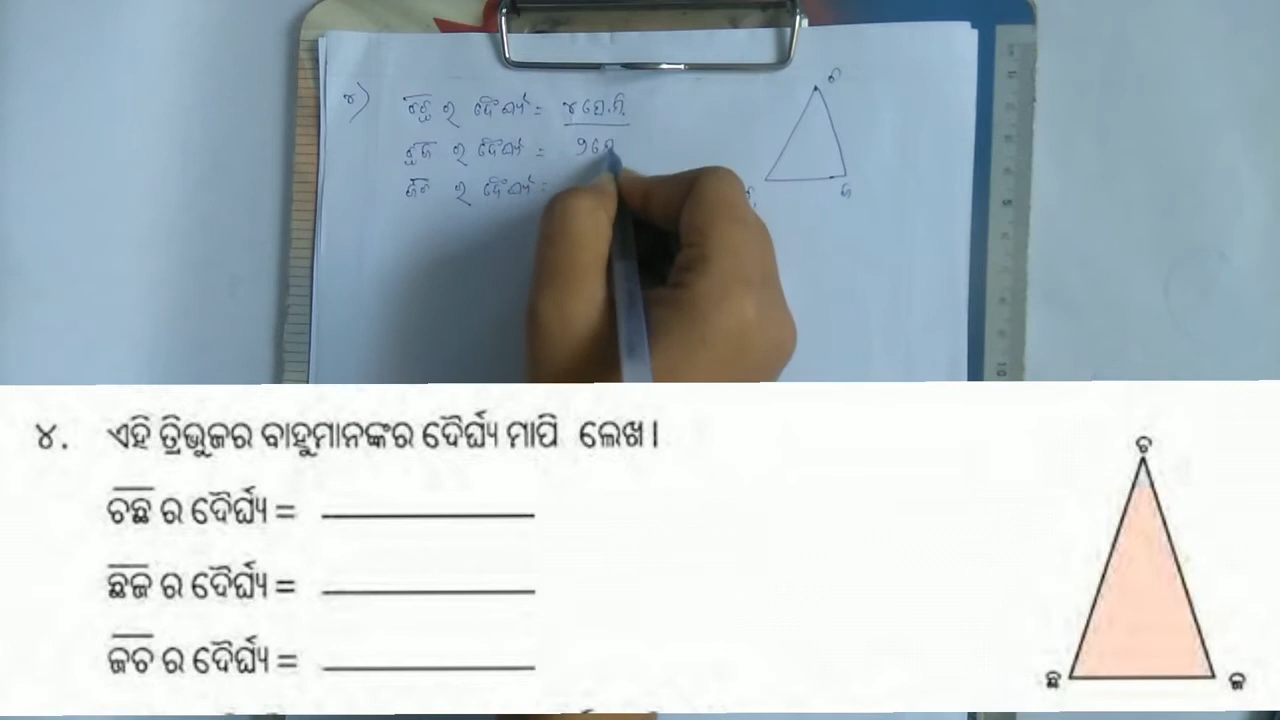 ୪) ଚଛ ର ଦୈର୍ଘ୍ୟ = ୪ ସେ.ମି.
ଛଜ ର ଦୈର୍ଘ୍ୟ =
ଜଚ ର ଦୈର୍ଘ୍ୟ =
ଚ
ଜ
୪. ଏହି ତ୍ରିଭୁଜର ବାହୁମାନଙ୍କର ଦୈର୍ଘ୍ୟ ମାପି ଲେଖ।
ଚଛ ର ଦୈର୍ଘ୍ୟ =
ଛଜ ର ଦୈର୍ଘ୍ୟ =
ଜଚ ର ଦୈର୍ଘ୍ୟ =
ଚ
ଛ ଜ